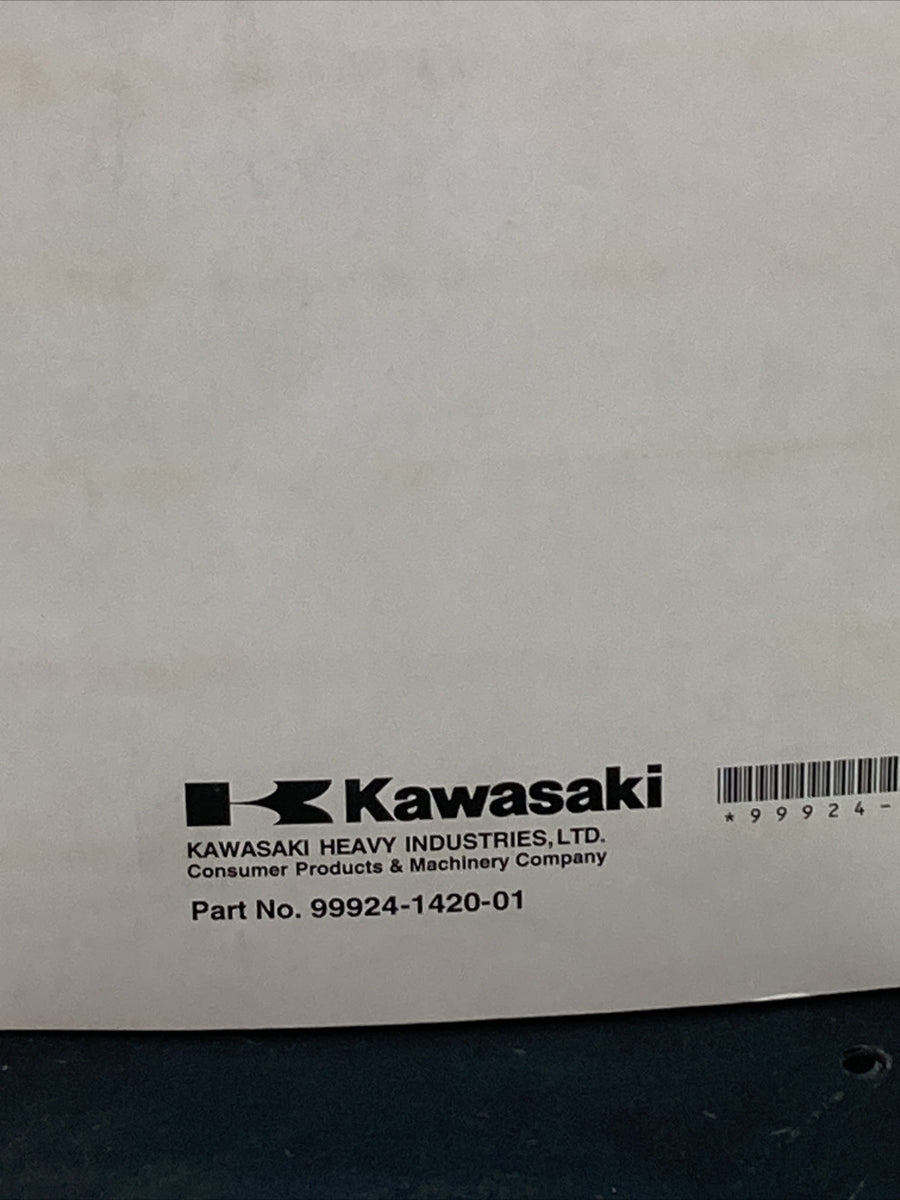 Kawasaki
KAWASAKI HEAVY INDUSTRIES, LTD.
Consumer Products & Machinery Company
Part No. 99924-1420-01
*99924-